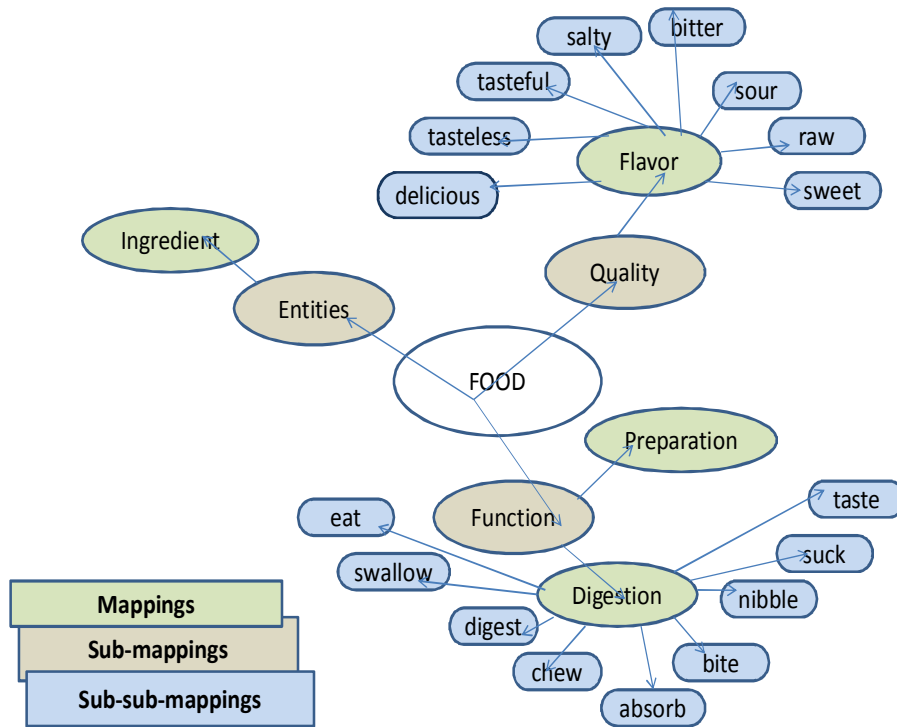 bitter
salty
tasteful
sour
tasteless
raw
Flavor
delicious
sweet
Ingredient
Quality
Entities
FOOD
Preparation
taste
eat
Function
suck
swallow
Digestion
nibble
Mappings
digest
Sub-mappings
chew
bite
Sub-sub-mappings
absorb